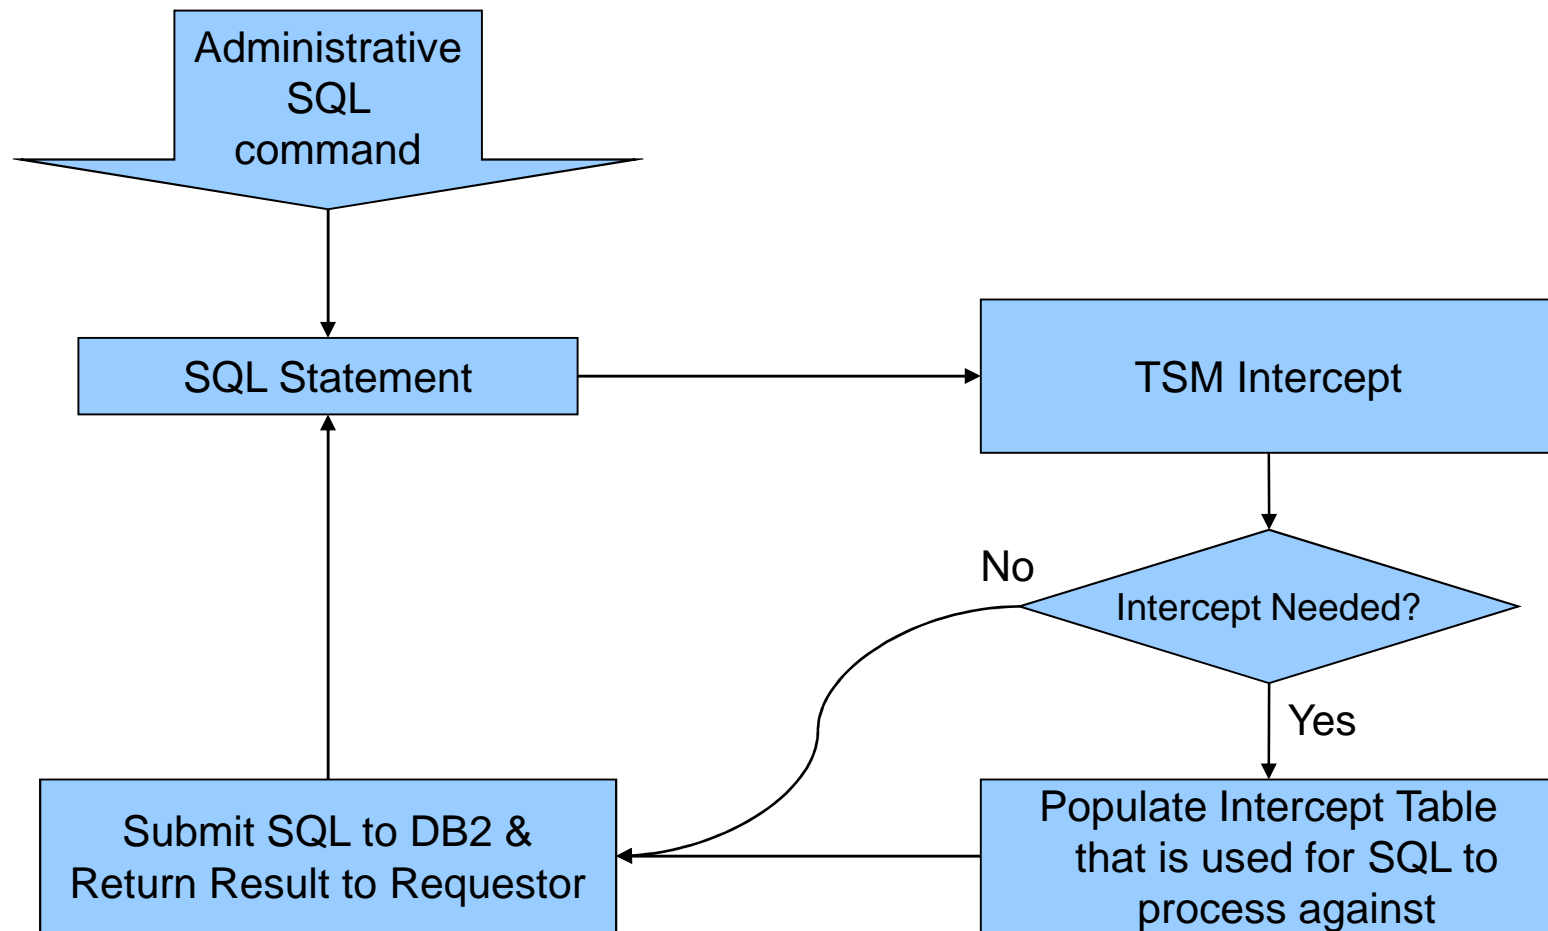 Administrative
SQL
command
SQL Statement
TSM Intercept
No
Intercept Needed?
Yes
Submit SQL to DB2 &
Return Result to Requestor
Populate Intercept Table
that is used for SQL to
process against